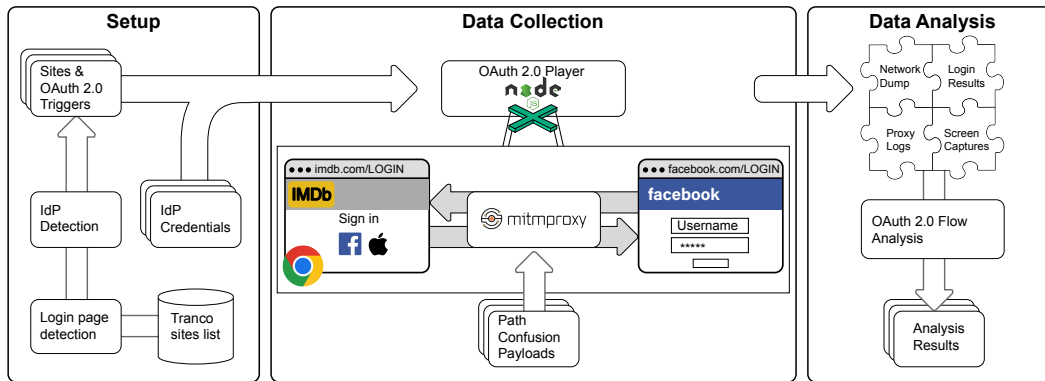 Setup
Sites &
OAuth 2.0
Triggers
IdP
Detection
IdP
Credentials
Login page
detection
Tranco
sites list
Data Collection
OAuth 2.0 Player
node
JS
imdb.com/LOGIN
IMDb
Sign in
mitmproxy
facebook.com/LOGIN
facebook
Username
*****
Path
Confusion
Payloads
Data Analysis
Network
Dump
Login
Results
Proxy
Logs
Screen
Captures
OAuth 2.0 Flow
Analysis
Analysis
Results